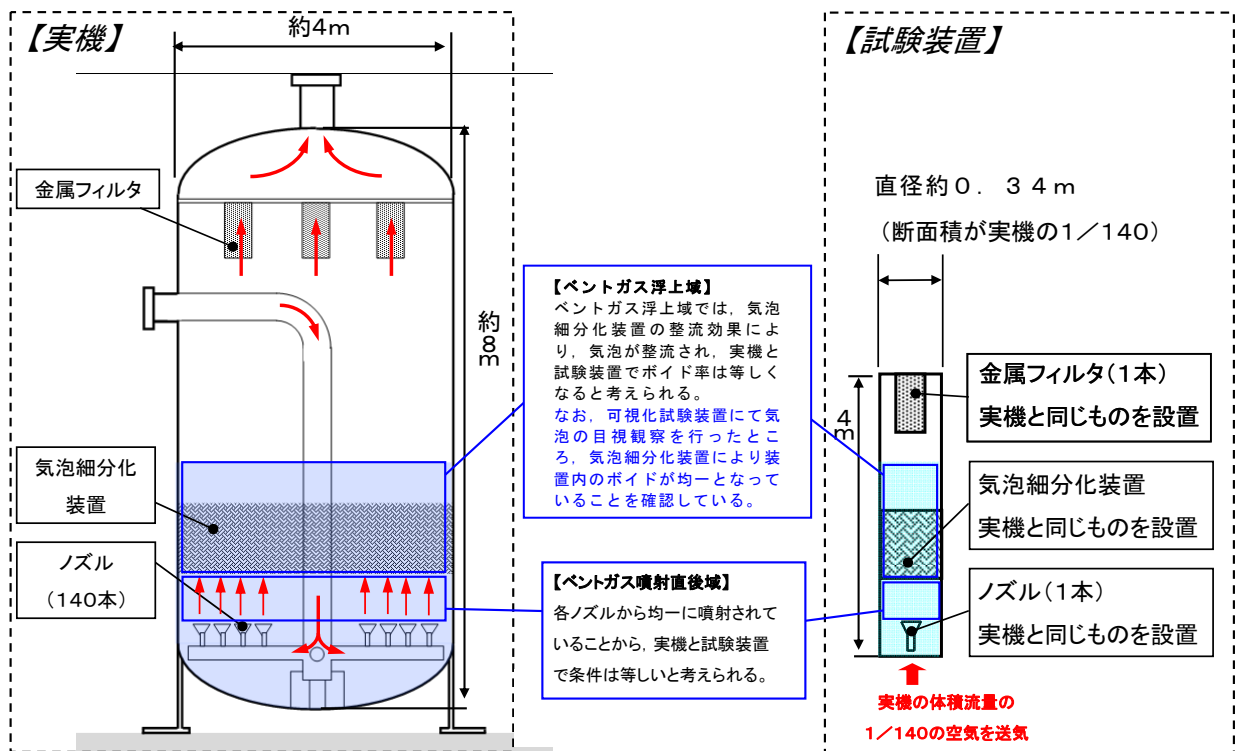 【実機】
約4m
金属フィルタ
約8m
気泡細分化
装置
ノズル
（140本）
【ベントガス浮上域】
ベントガス浮上域では，気泡
細分化装置の整流効果によ
り，気泡が整流され，実機と
試験装置でボイド率は等しく
なると考えられる。
なお，可視化試験装置にて気
泡の目視観察を行ったとこ
ろ，気泡細分化装置により装
置内のボイドが均一となって
いることを確認している。
【ベントガス噴射直後域】
各ノズルから均一に噴射されて
いることから，実機と試験装置
で条件は等しいと考えられる。
【試験装置】
直径約０．３４ｍ
（断面積が実機の1／140）
4m
金属フィルタ（1本）
実機と同じものを設置
気泡細分化装置
実機と同じものを設置
ノズル（1本）
実機と同じものを設置
実機の体積流量の
1／140の空気を送気